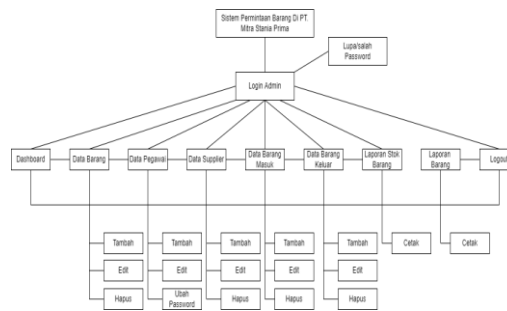 Sistem Permintaan Barang Di PT.
Mitra Stania Prima
Lupa/salah
Password
Login Admin
Dashboard
Data Barang
Data Pegawai
Data Supplier
Data Barang
Masuk
Data Barang
Keluar
Laporan Stok
Barang
Laporan
Barang
Logout
Tambah
Tambah
Tambah
Tambah
Tambah
Cetak
Cetak
Edit
Edit
Edit
Edit
Edit
Hapus
Ubah
Password
Hapus
Hapus
Hapus